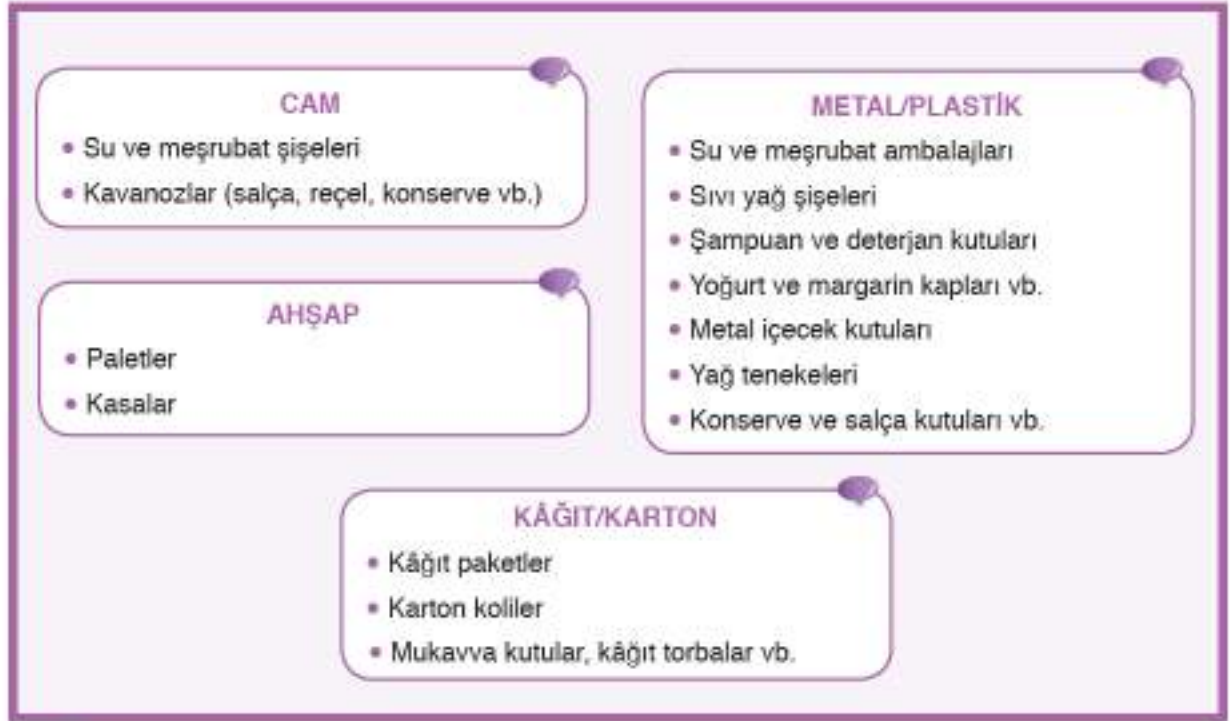 CAM
• Su ve meşrubat şişeleri
• Kavanozlar (salça, reçel, konserve vb.)
AHŞAP
• Paletler
• Kasalar
METAL/PLASTİK
• Su ve meşrubat ambalajları
• Sıvı yağ şişeleri
• Şampuan ve deterjan kutuları
• Yoğurt ve margarin kapları vb.
• Metal içecek kutuları
• Yağ tenekeleri
• Konserve ve salça kutuları vb.
KÂĞIT/KARTON
• Kâğıt paketler
• Karton koliler
• Mukavva kutular, kâğıt torbalar vb.